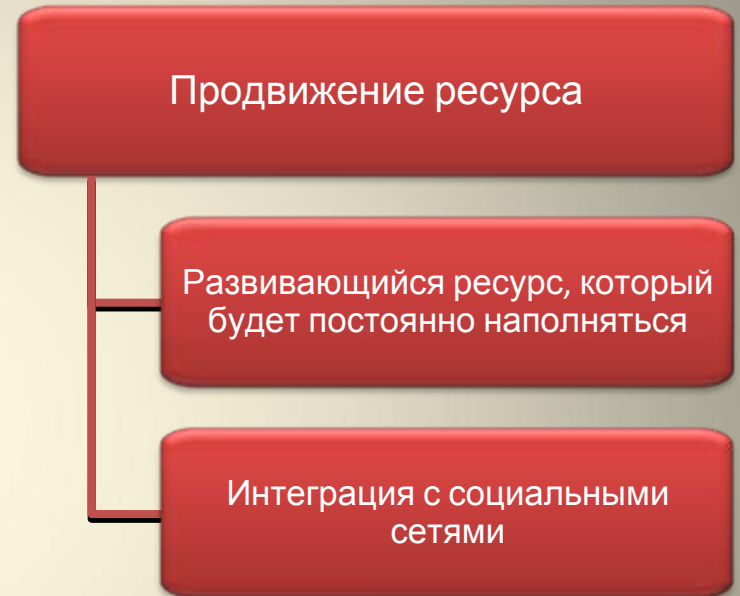 Продвижение ресурса
Развивающийся ресурс, который
будет постоянно наполняться
Интеграция с социальными
сетями